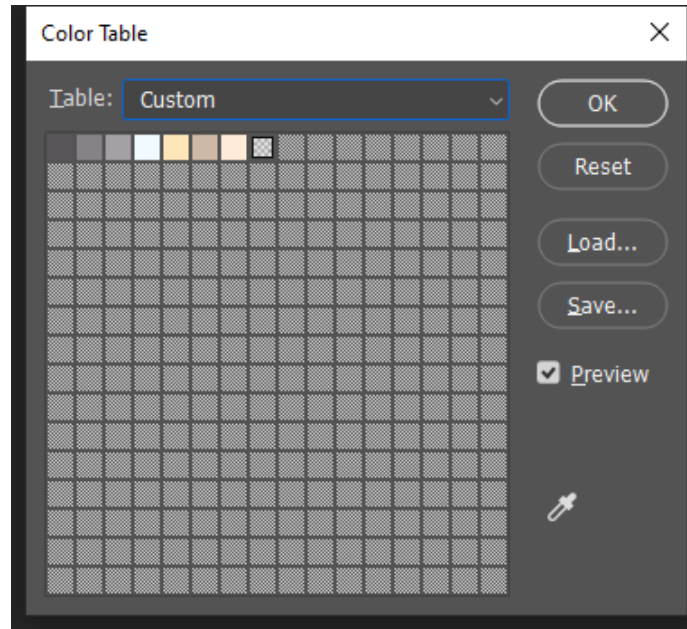 Color Table
Table: Custom
OK
Reset
Load...
Save...
Preview